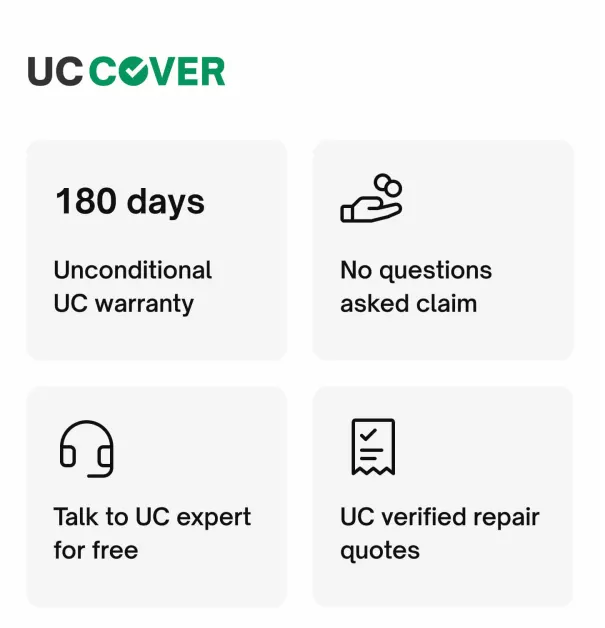 UC COVER
180 days
Unconditional
UC warranty
No questions
asked claim
Talk to UC expert
for free
UC verified repair
quotes